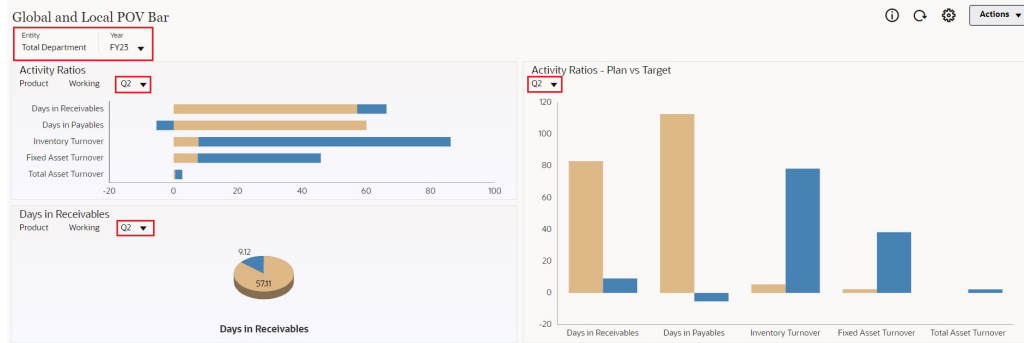 Global and Local POV Bar
Actions
Entity Year
Total Department FY23
Activity Ratios
Product Working Q2
Days in Receivables
Days in Payables
Inventory Turnover
Fixed Asset Turnover
Total Asset Turnover
-20 0 20 40 60 80 100
Days in Receivables
Product Working Q2
9.12
57.11
Days in Receivables
Activity Ratios - Plan vs Target
Q2
120
100
80
60
40
20
0
-20
Days in Receivables Days in Payables Inventory Turnover Fixed Asset Turnover Total Asset Turnover